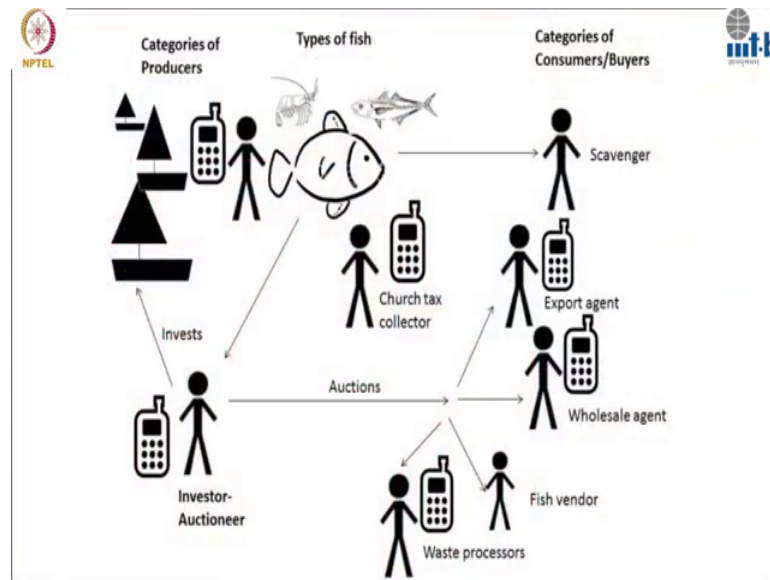 NPTEL
Categories of
Producers
Types of fish
Categories of
Consumers/Buyers
Scavenger
Church tax
collector
Export agent
Invests
Auctions
Wholesale agent
Investor-
Auctioneer
Fish vendor
Waste processors